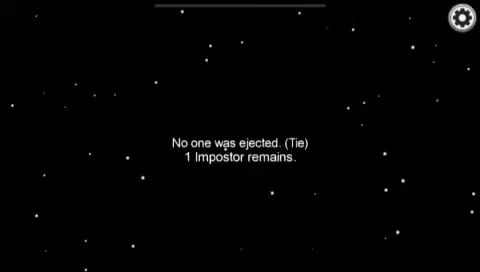 No one was ejected. (Tie)
1 Impostor remains.